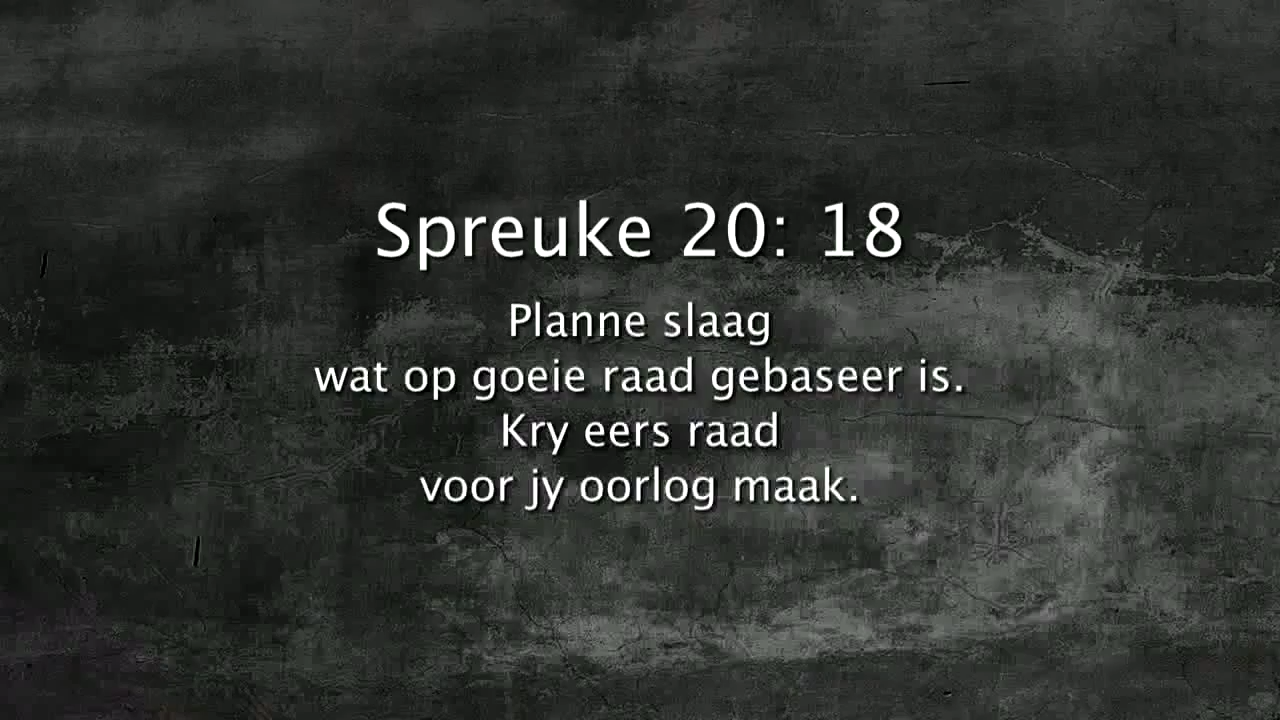 Spreuke 20: 18
Planne slaag
wat op goeie raad gebaseer is.
Kry eers raad
voor jy oorlog maak.